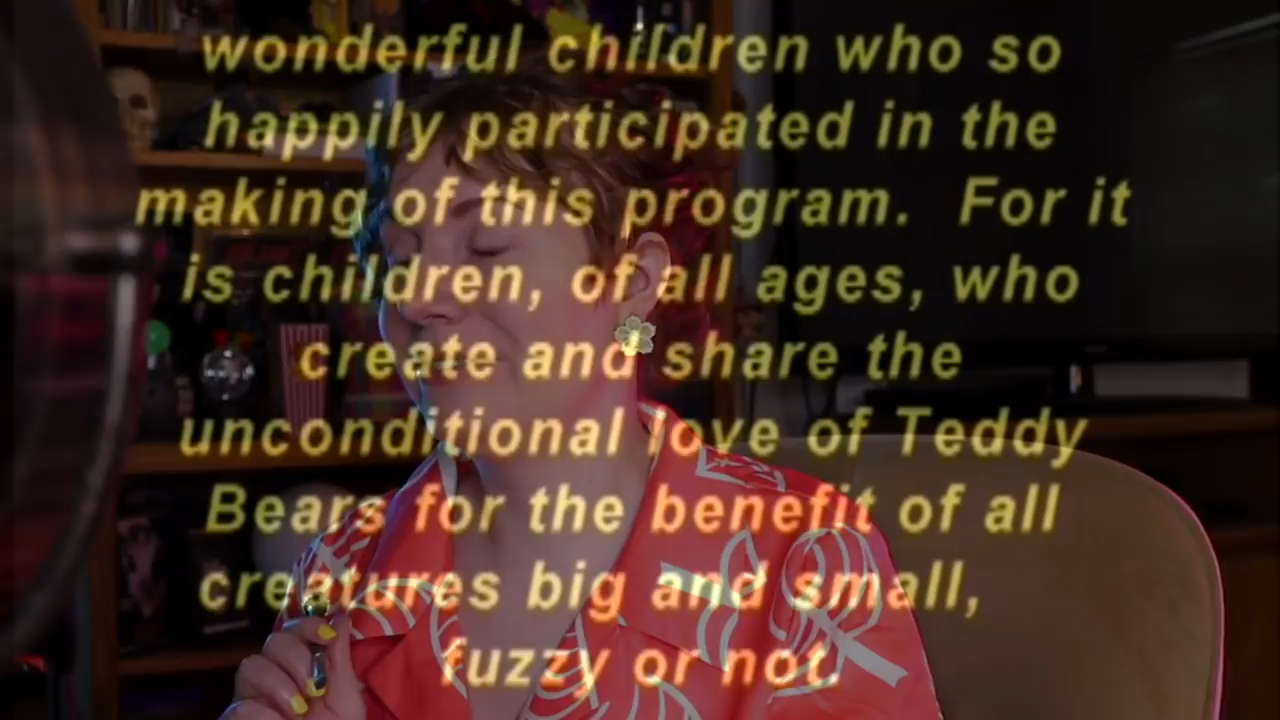 wonderful children who so
happily participated in the
making of this program. For it
is children, of all ages, who
create and share the
unconditional love of Teddy
Bears for the benefit of all
creatures big and small,
fuzzy or not.